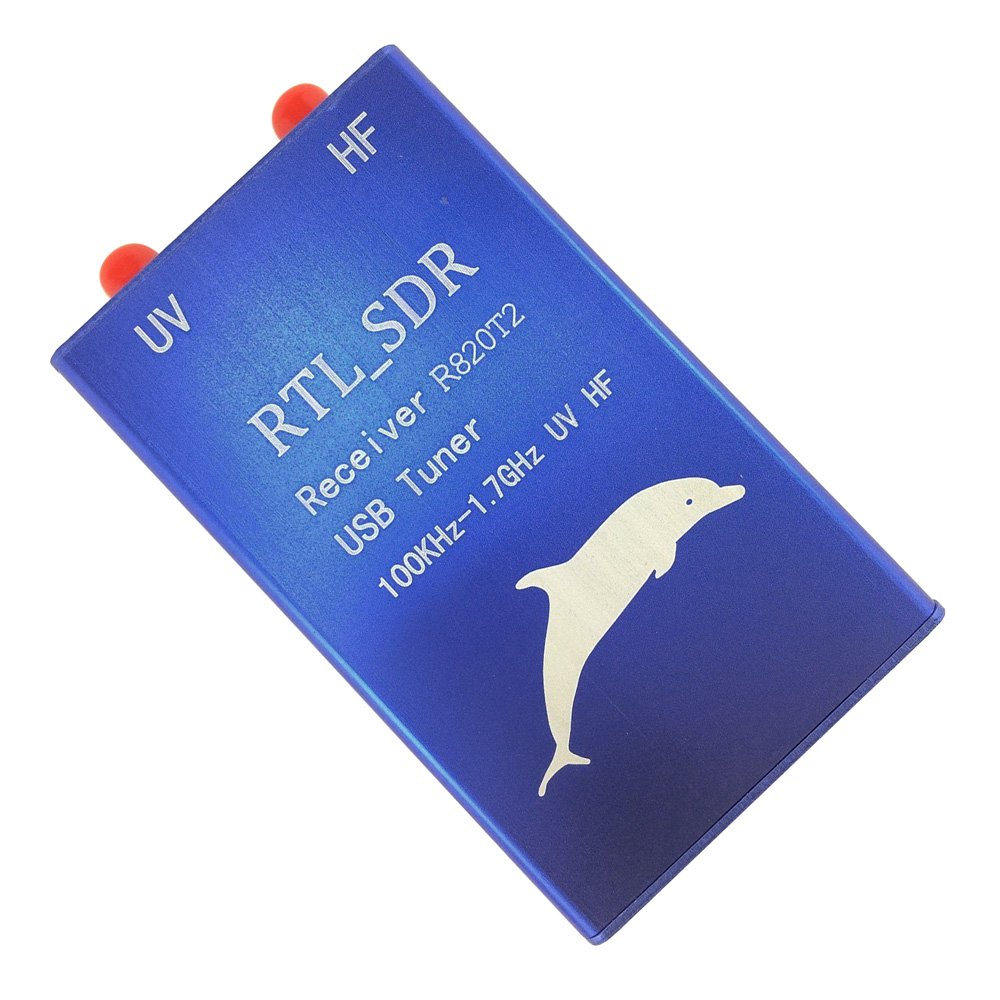 HF
UV
RTL_SDR
Receiver R820T2
USB Tuner
100KHz-1.7GHz UV HF